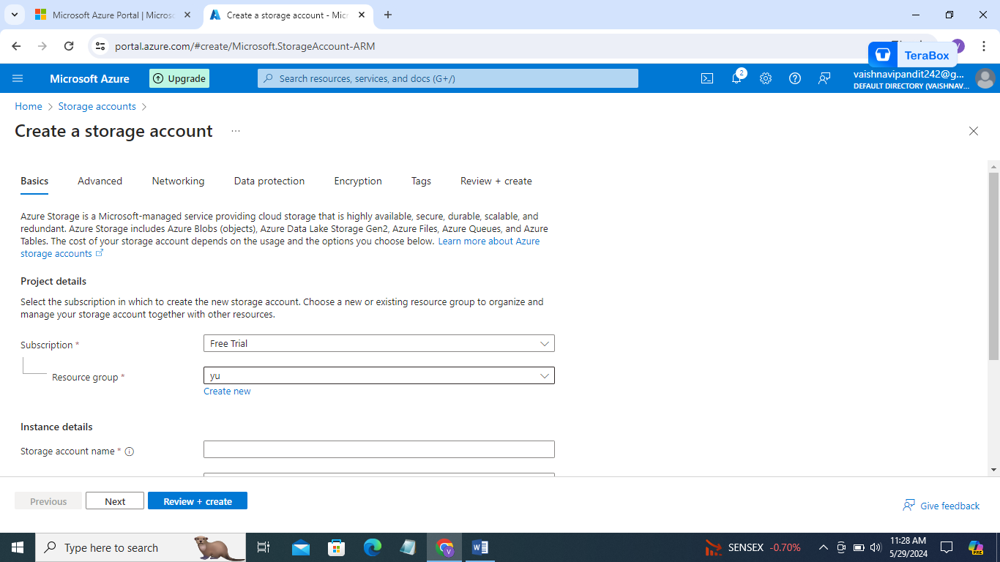 Microsoft Azure Portal | Micros
Create a storage account - Micr
portal.azure.com/#create/Microsoft.StorageAccount-ARM
TeraBox
Microsoft Azure
Upgrade
Search resources, services, and docs (G+/)
2
vaishnavipandit242@g...
DEFAULT DIRECTORY (VAISHNAV...
Home > Storage accounts >
Create a storage account ...
Basics Advanced Networking Data protection Encryption Tags Review + create
Azure Storage is a Microsoft-managed service providing cloud storage that is highly available, secure, durable, scalable, and
redundant. Azure Storage includes Azure Blobs (objects), Azure Data Lake Storage Gen2, Azure Files, Azure Queues, and Azure
Tables. The cost of your storage account depends on the usage and the options you choose below. Learn more about Azure
storage accounts
Project details
Select the subscription in which to create the new storage account. Choose a new or existing resource group to organize and
manage your storage account together with other resources.
Subscription *
Free Trial
Resource group *
yu
Create new
Instance details
Storage account name *
Previous
Next
Review + create
Give feedback
Type here to search
SENSEX -0.70%
11:28 AM
5/29/2024
PRE